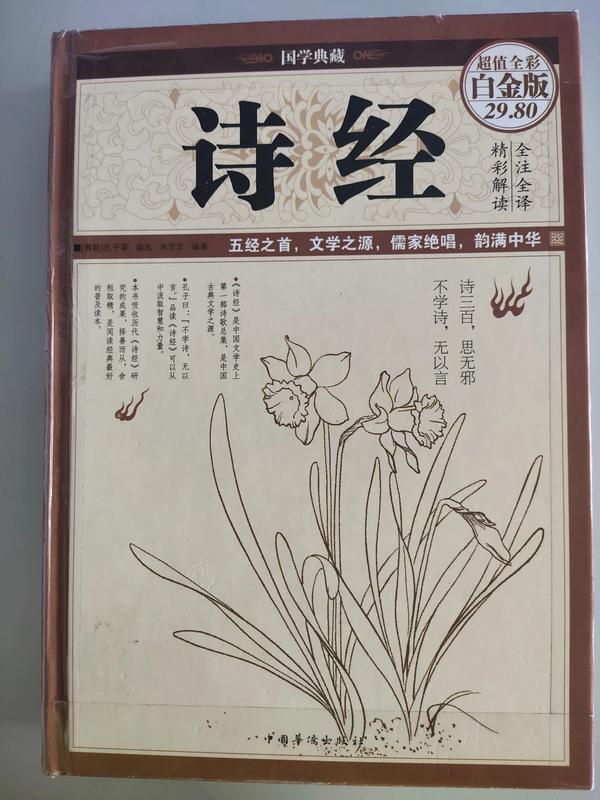 国学典藏
超值全彩
白金版
29.80
诗经
全注全译
精彩解读
(春秋)孔子等 编选 沐言非 编著
五经之首，文学之源，儒家绝唱，韵满中华
诗三百，思无邪
不学诗，无以言
●《诗经》是中国文学史上
第一部诗歌总集，是中国
古典文学之源。
●孔子曰：“不学诗，无以
言。”品读《诗经》可以从
中汲取智慧和力量。
●本书吸收历代《诗经》研
究的成果，择善而从，舍
粗取精，是阅读经典最好
的普及读本。
中国华侨出版社